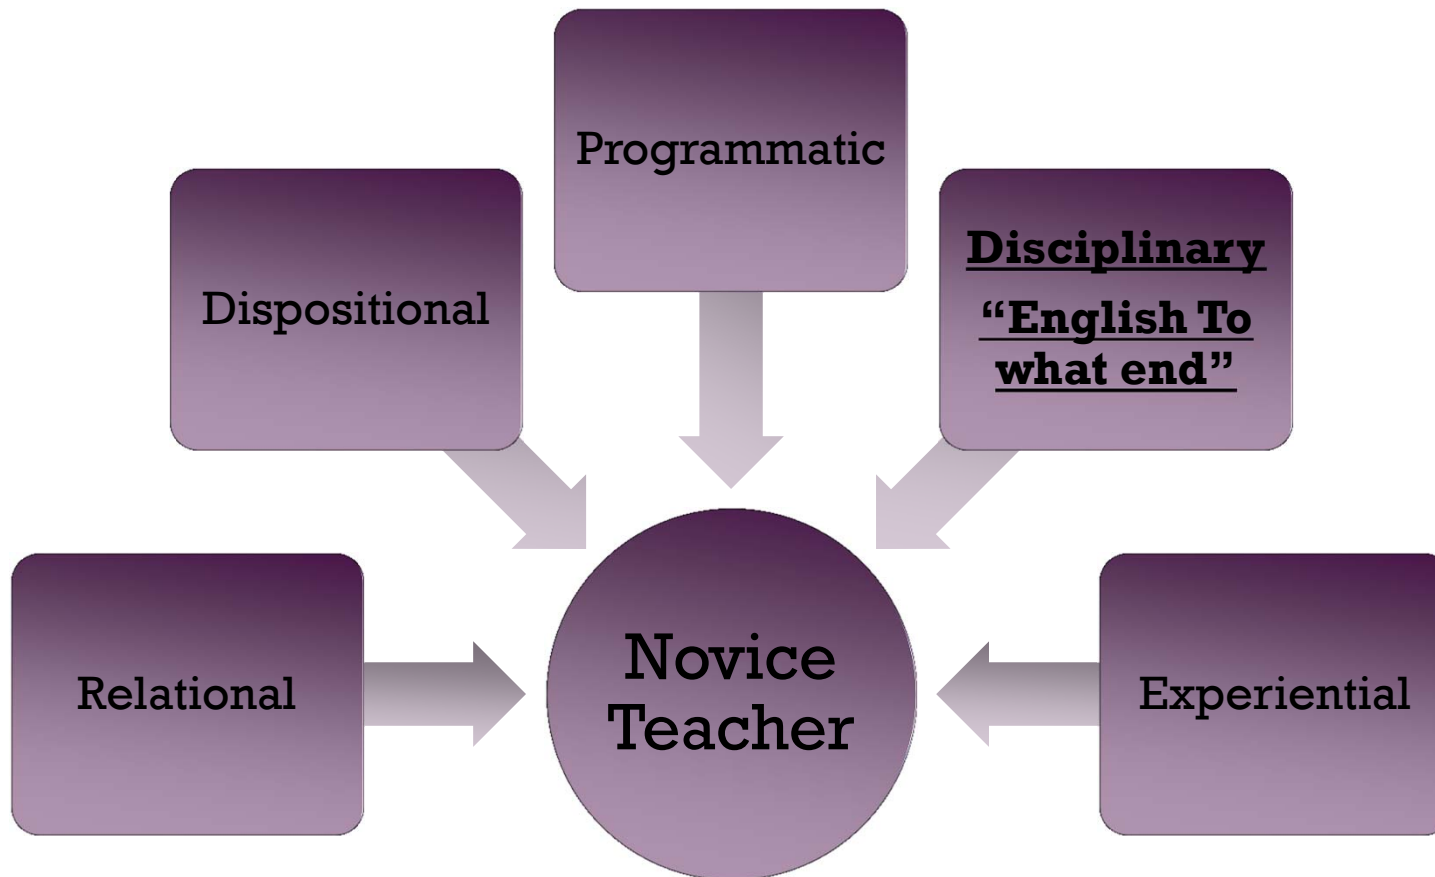 Programmatic
Dispositional
Disciplinary
“English To
what end”
Relational
Novice
Teacher
Experiential